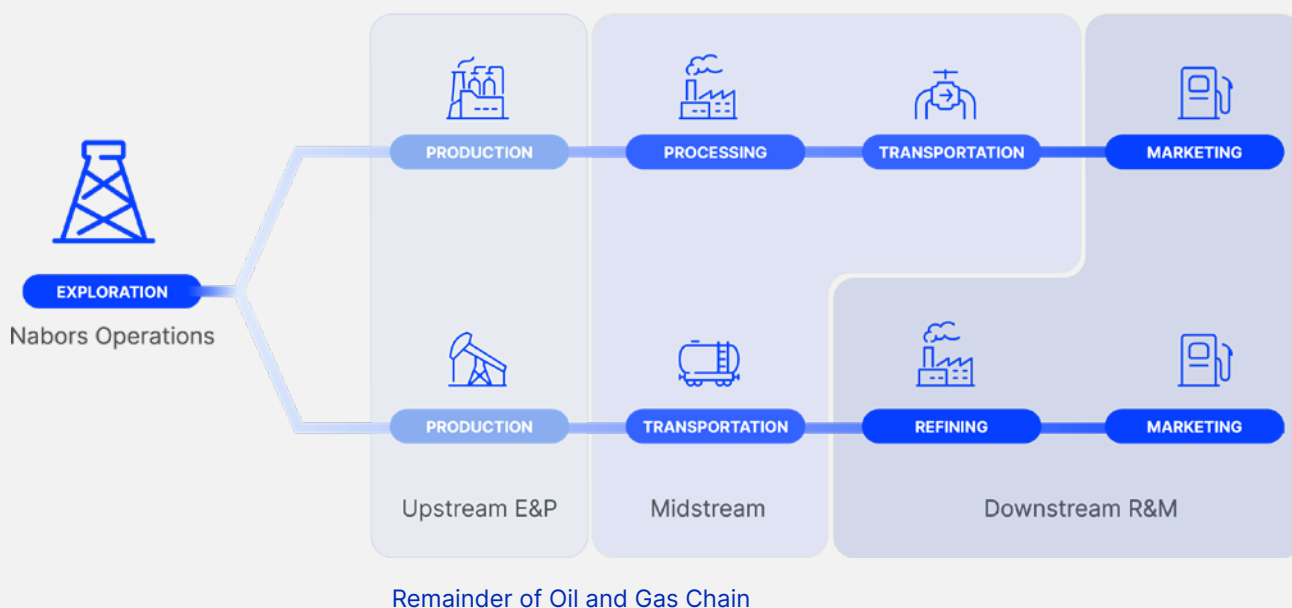 PRODUCTION
PROCESSING
TRANSPORTATION
MARKETING
EXPLORATION
Nabors Operations
PRODUCTION
TRANSPORTATION
REFINING
MARKETING
Upstream E&P
Midstream
Downstream R&M
Remainder of Oil and Gas Chain